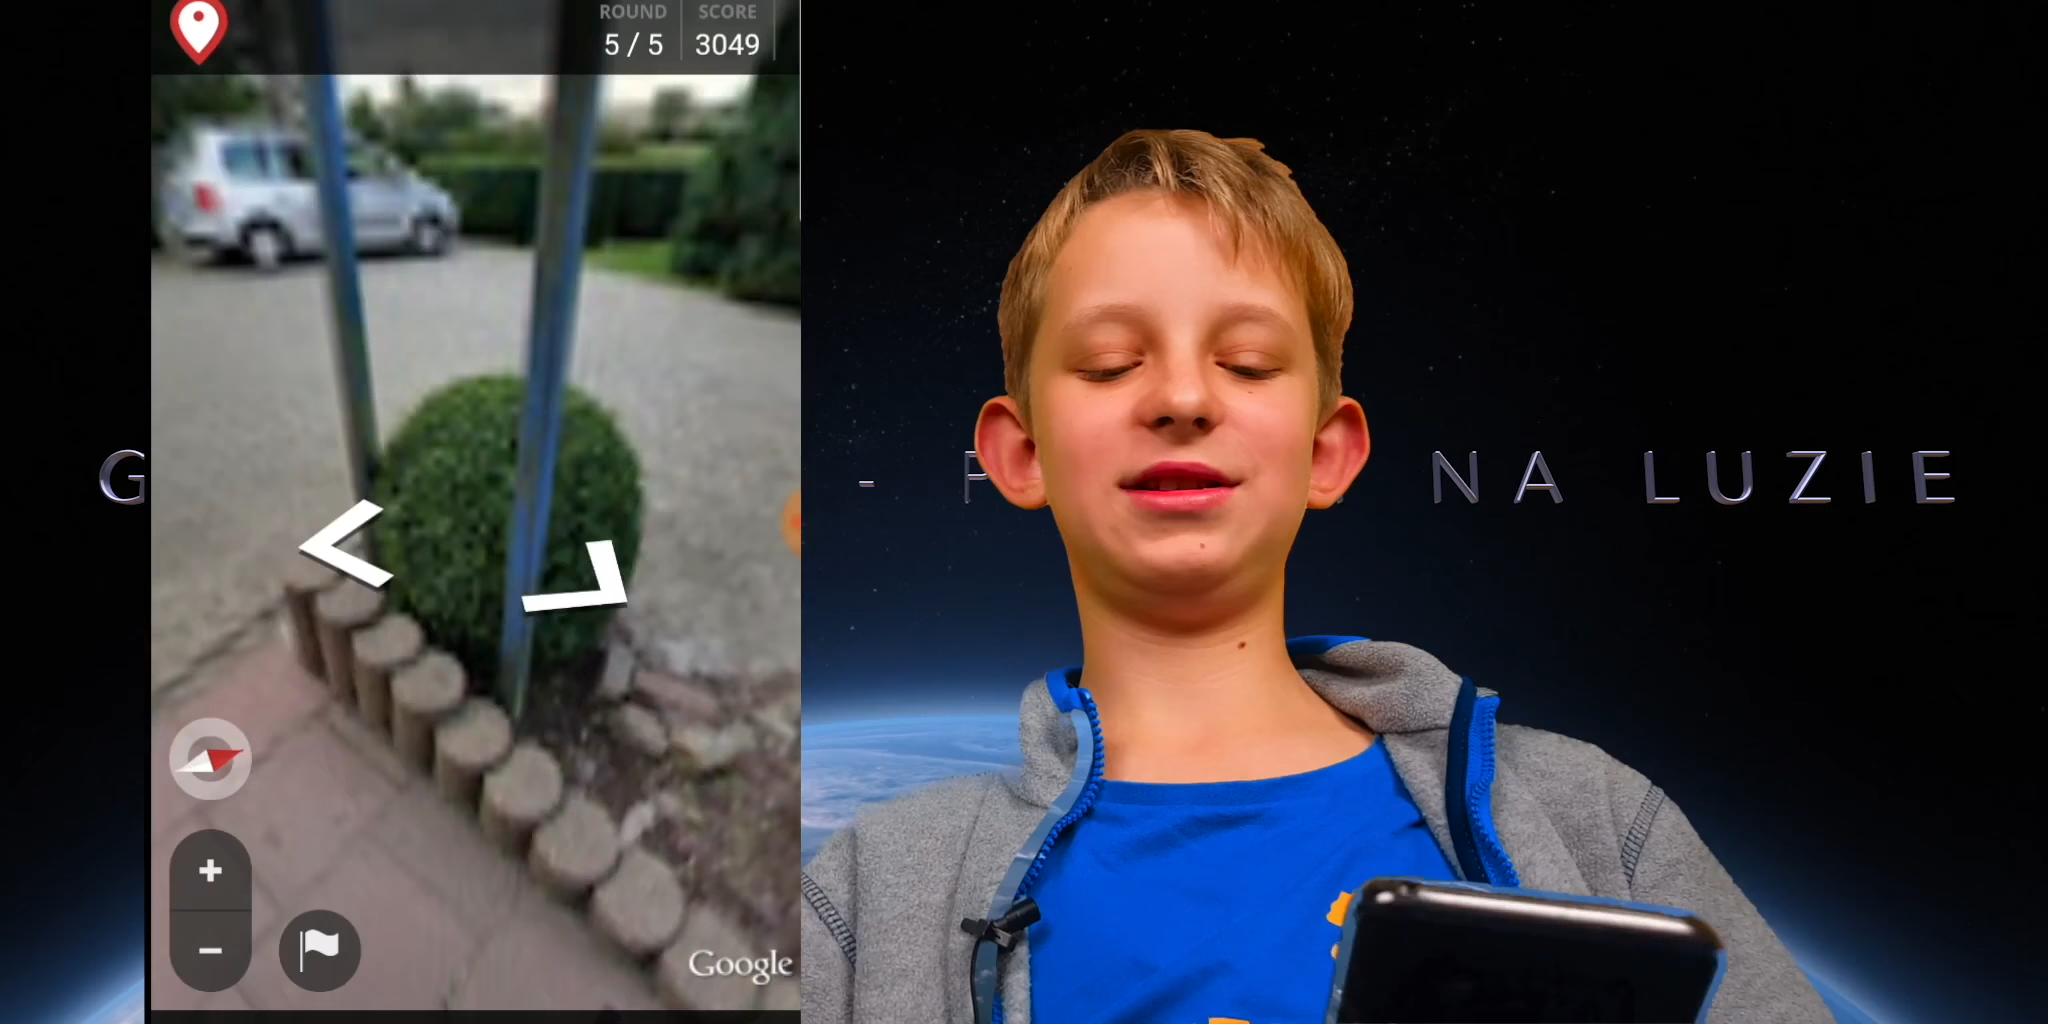 ROUND SCORE
5 / 5 3049
G - P NA LUZIE
+
−
Google